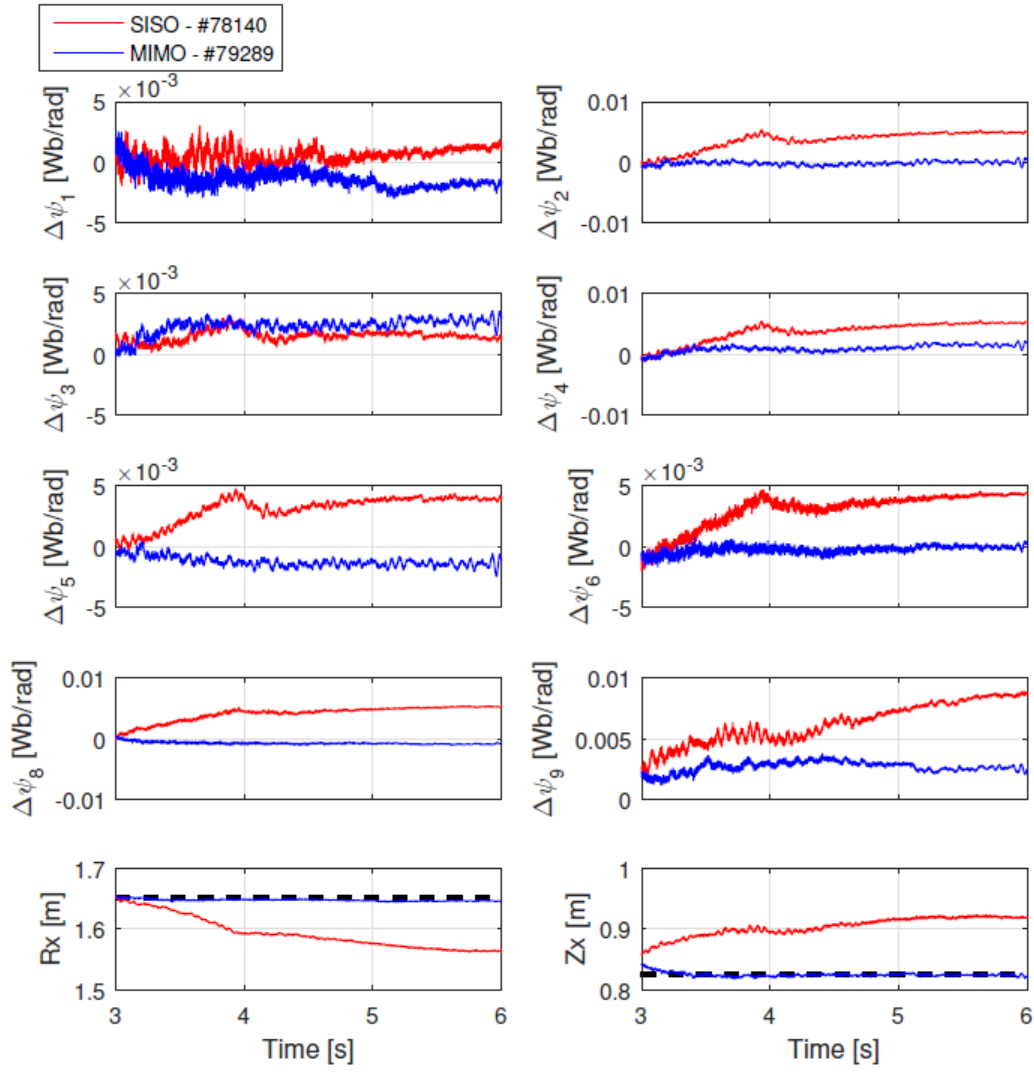 SISO - #78140
MIMO - #79289
×10⁻³
5
0
-5
Δψ₁ [Wb/rad]
0.01
0
-0.01
Δψ₂ [Wb/rad]
×10⁻³
5
0
-5
Δψ₃ [Wb/rad]
0.01
0
-0.01
Δψ₄ [Wb/rad]
×10⁻³
5
0
-5
Δψ₅ [Wb/rad]
×10⁻³
5
0
-5
Δψ₆ [Wb/rad]
0.01
0
-0.01
Δψ₈ [Wb/rad]
0.01
0.005
0
Δψ₉ [Wb/rad]
1.7
1.6
1.5
Rx [m]
3 4 5 6
Time [s]
1
0.9
0.8
Zx [m]
3 4 5 6
Time [s]